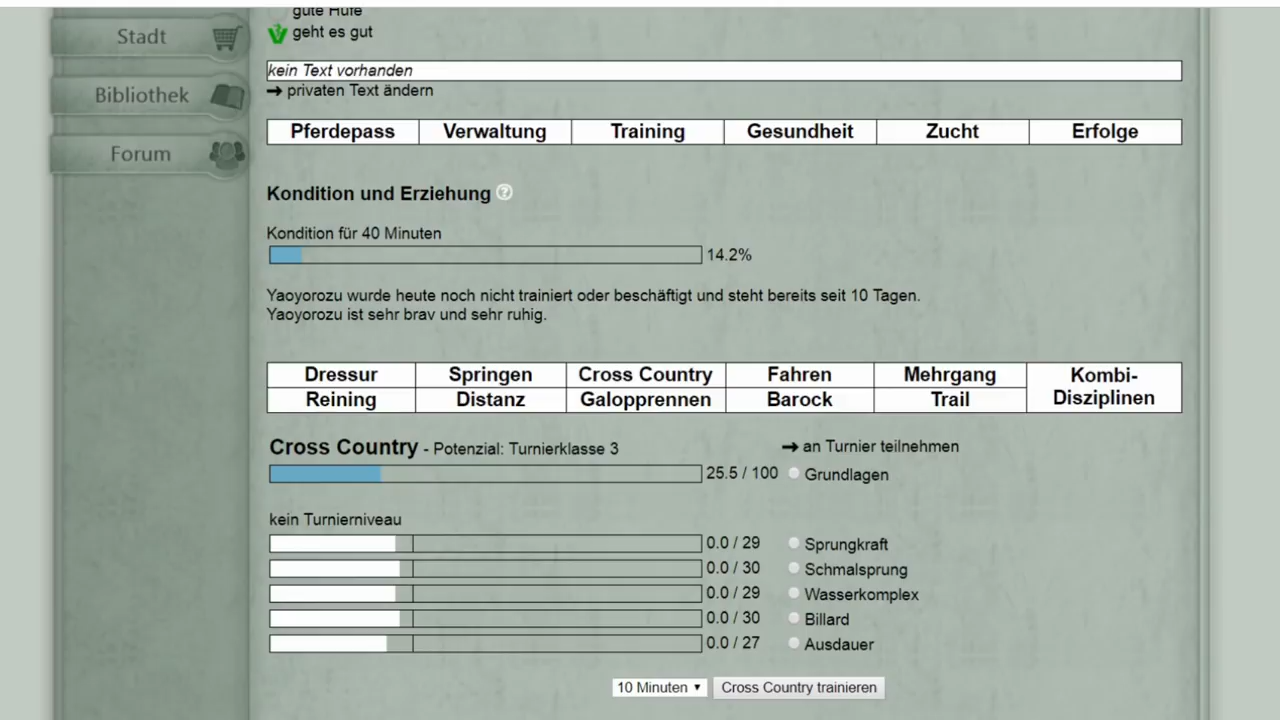 gute Hufe
Stadt
geht es gut
kein Text vorhanden
Bibliothek
➞ privaten Text ändern
Pferdepass Verwaltung Training Gesundheit Zucht Erfolge
Forum
Kondition und Erziehung ?
Kondition für 40 Minuten
14.2%
Yaoyorozu wurde heute noch nicht trainiert oder beschäftigt und steht bereits seit 10 Tagen.
Yaoyorozu ist sehr brav und sehr ruhig.
Dressur Springen Cross Country Fahren Mehrgang Kombi-
Reining Distanz Galopprennen Barock Trail Disziplinen
Cross Country - Potenzial: Turnierklasse 3 ➞ an Turnier teilnehmen
25.5 / 100 Grundlagen
kein Turnierniveau
0.0 / 29 Sprungkraft
0.0 / 30 Schmalsprung
0.0 / 29 Wasserkomplex
0.0 / 30 Billard
0.0 / 27 Ausdauer
10 Minuten Cross Country trainieren